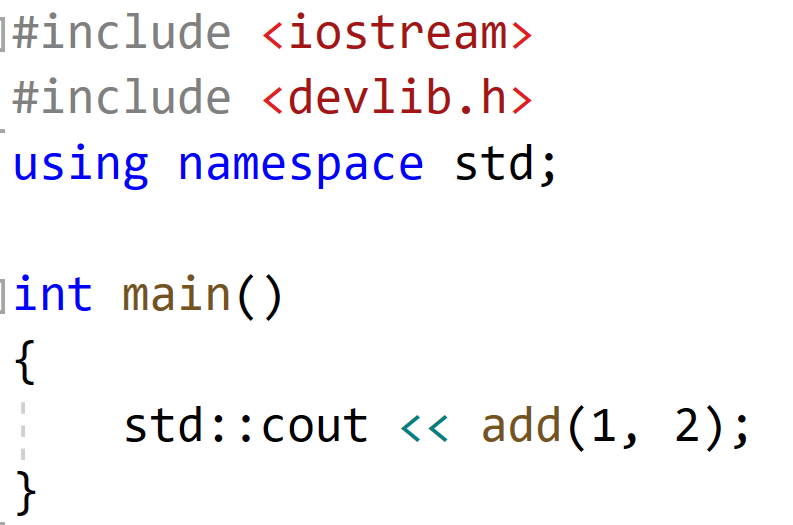 #include <iostream>
#include <devlib.h>
using namespace std;
int main()
{
std::cout << add(1, 2);
}